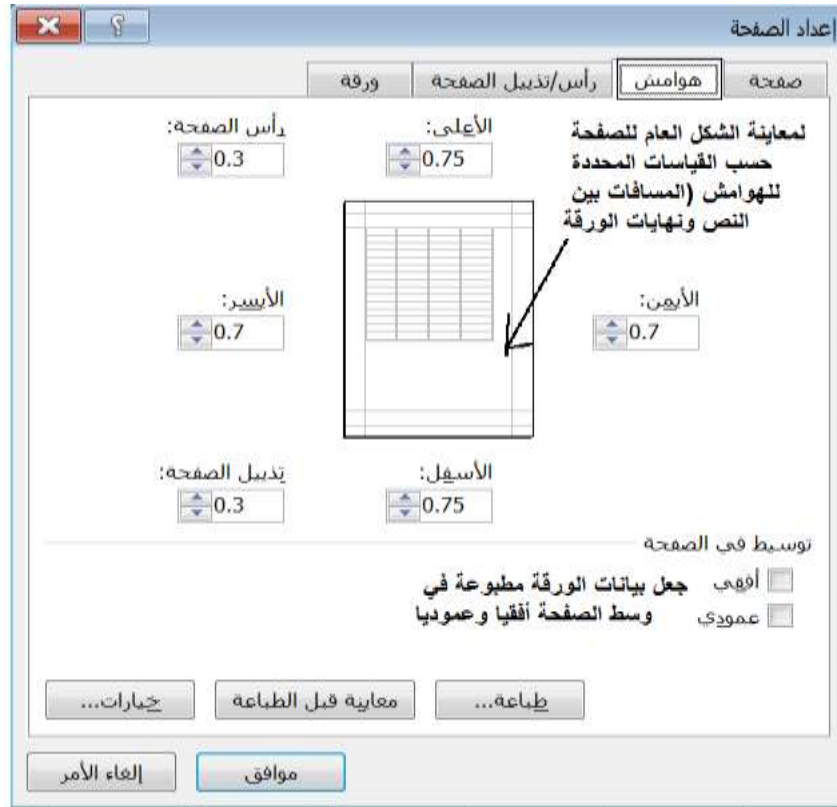 إعداد الصفحة
صفحة
هوامش
رأس/تذييل الصفحة
ورقة
لمعاينة الشكل العام للصفحة
حسب القياسات المحددة
للهوامش (المسافات بين
النص ونهايات الورقة
الأعلى:
0.75
رأس الصفحة:
0.3
الأيمن:
0.7
الأيسر:
0.7
الأسفل:
0.75
تذييل الصفحة:
0.3
توسيط في الصفحة
أفقي
جعل بيانات الورقة مطبوعة في
عمودي
وسط الصفحة أفقيا وعموديا
طباعة...
معاينة قبل الطباعة
خيارات...
موافق
إلغاء الأمر